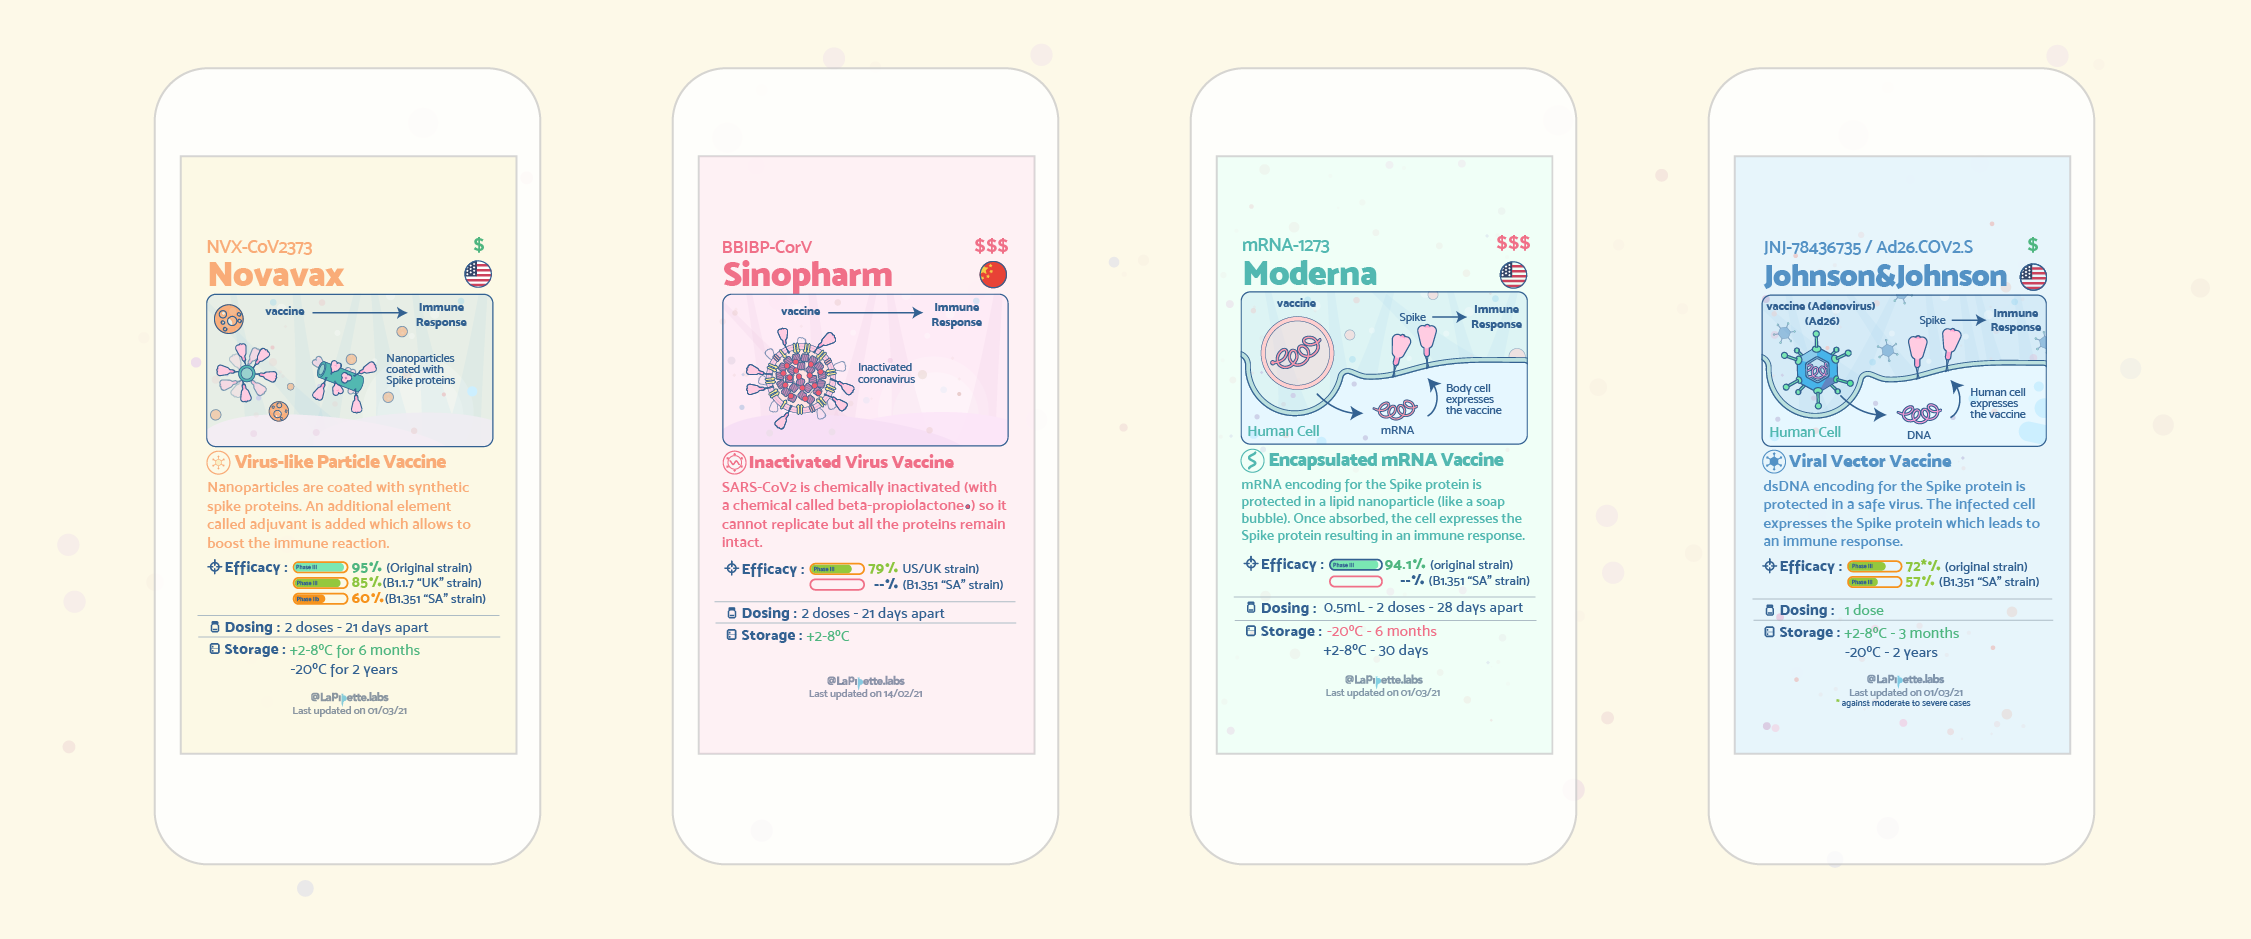 NVX-CoV2373
$
Novavax
vaccine
Immune
Response
Nanoparticles
coated with
Spike proteins
Virus-like Particle Vaccine
Nanoparticles are coated with synthetic
spike proteins. An additional element
called adjuvant is added which allows to
boost the immune reaction.
Efficacy :
Phase III
95% (Original strain)
Phase III
85% (B1.1.7 “UK” strain)
Phase IIb
60% (B1.351 “SA” strain)
Dosing : 2 doses - 21 days apart
Storage : +2-8ºC for 6 months
-20ºC for 2 years
@LaPipette.labs
Last updated on 01/03/21
BBIBP-CorV
$$$
Sinopharm
vaccine
Immune
Response
Inactivated
coronavirus
Inactivated Virus Vaccine
SARS-CoV2 is chemically inactivated (with
a chemical called beta-propiolactone•) so it
cannot replicate but all the proteins remain
intact.
Efficacy :
Phase III
79% US/UK strain)
--% (B1.351 “SA” strain)
Dosing : 2 doses - 21 days apart
Storage : +2-8ºC
@LaPipette.labs
Last updated on 14/02/21
mRNA-1273
$$$
Moderna
vaccine
Spike
Immune
Response
Body cell
expresses
the vaccine
Human Cell
mRNA
Encapsulated mRNA Vaccine
mRNA encoding for the Spike protein is
protected in a lipid nanoparticle (like a soap
bubble). Once absorbed, the cell expresses the
Spike protein resulting in an immune response.
Efficacy :
Phase III
94.1% (original strain)
--% (B1.351 “SA” strain)
Dosing : 0.5mL - 2 doses - 28 days apart
Storage : -20ºC - 6 months
+2-8ºC - 30 days
@LaPipette.labs
Last updated on 01/03/21
JNJ-78436735 / Ad26.COV2.S
$
Johnson&Johnson
vaccine (Adenovirus)
(Ad26)
Spike
Immune
Response
Human cell
expresses
the vaccine
Human Cell
DNA
Viral Vector Vaccine
dsDNA encoding for the Spike protein is
protected in a safe virus. The infected cell
expresses the Spike protein which leads to
an immune response.
Efficacy :
Phase III
72*% (original strain)
Phase III
57% (B1.351 “SA” strain)
Dosing : 1 dose
Storage : +2-8ºC - 3 months
-20ºC - 2 years
@LaPipette.labs
Last updated on 01/03/21
* against moderate to severe cases